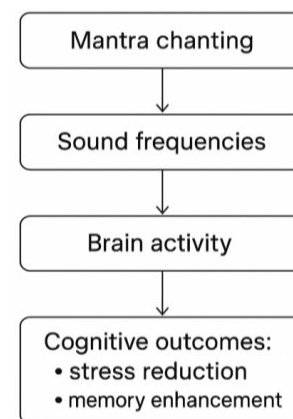 Mantra chanting
Sound frequencies
Brain activity
Cognitive outcomes:
• stress reduction
• memory enhancement